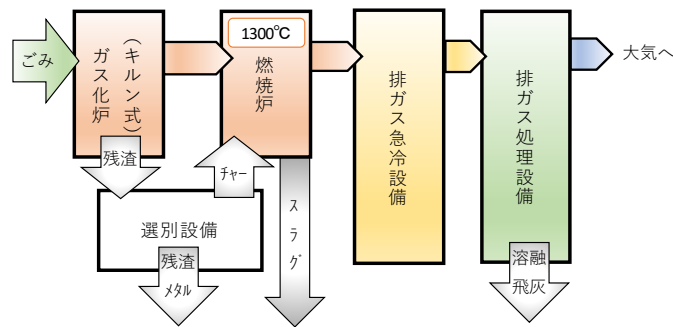 ごみ
ガス化炉
（キルン式）
1300℃
燃焼炉
排ガス急冷設備
排ガス処理設備
大気へ
残渣
チャー
スラグ
選別設備
残渣
メタル
溶融
飛灰